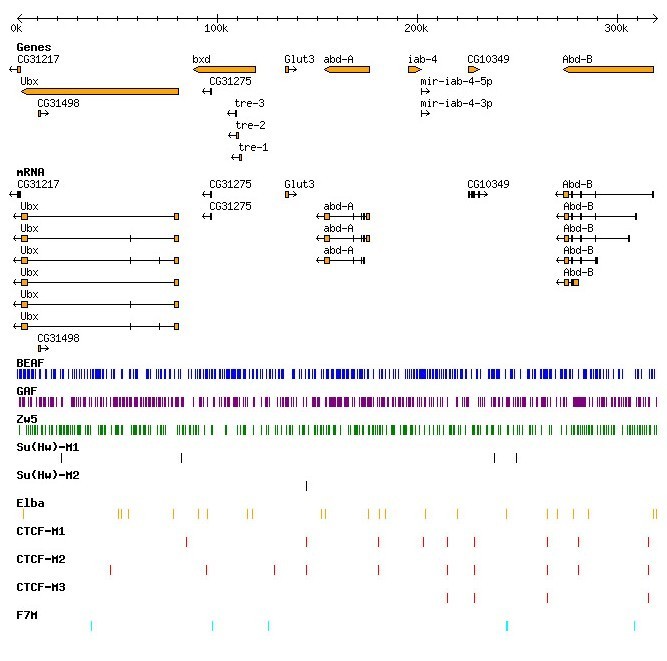 0k 100k 200k 300k
Genes
CG31217 bxd Glut3 abd-A iab-4 CG10349 Abd-B
Ubx CG31275 mir-iab-4-5p
CG31498 tre-3 mir-iab-4-3p
tre-2
tre-1
mRNA
CG31217 CG31275 Glut3 CG10349 Abd-B
Ubx CG31275 abd-A Abd-B
Ubx abd-A Abd-B
Ubx abd-A Abd-B
Ubx Abd-B
Ubx
Ubx
CG31498
BEAF
GAF
Zw5
Su(Hw)-M1
Su(Hw)-M2
Elba
CTCF-M1
CTCF-M2
CTCF-M3
F7M